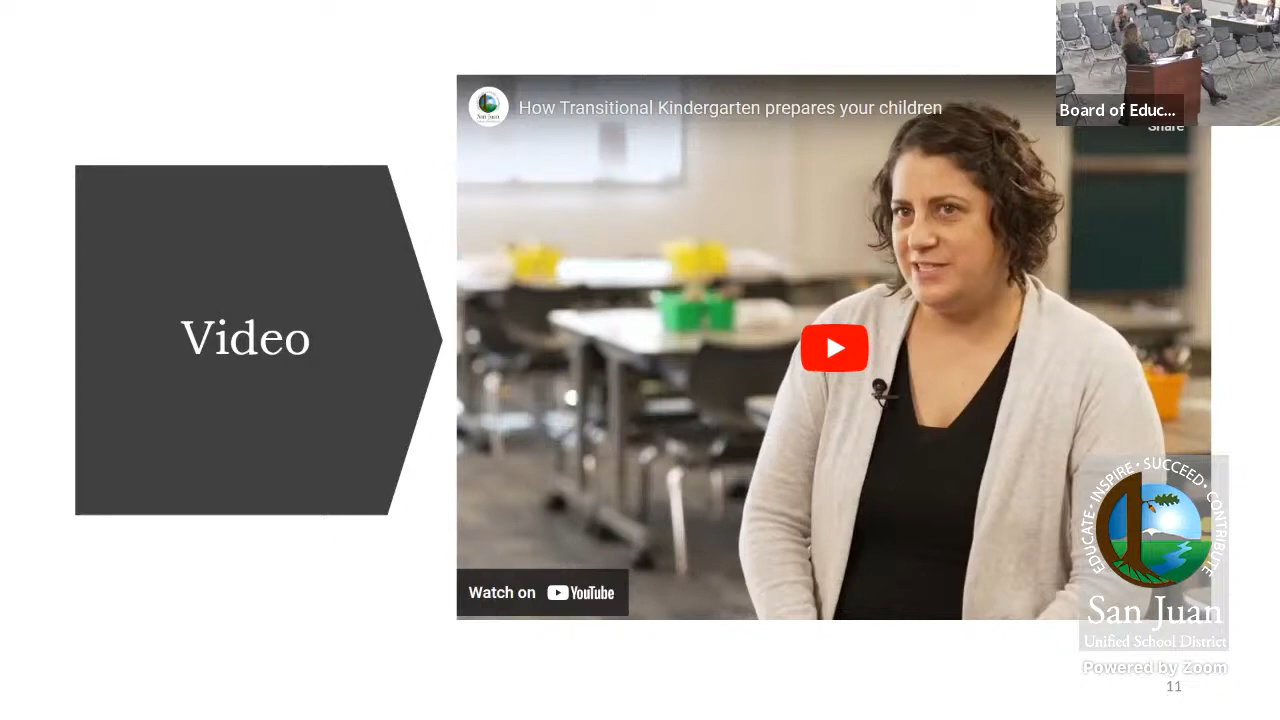 Board of Educ...
How Transitional Kindergarten prepares your children
Share
Video
EDUCATE • INSPIRE • SUCCEED • CONTRIBUTE
San Juan
Unified School District
Watch on YouTube
Powered by Zoom
11